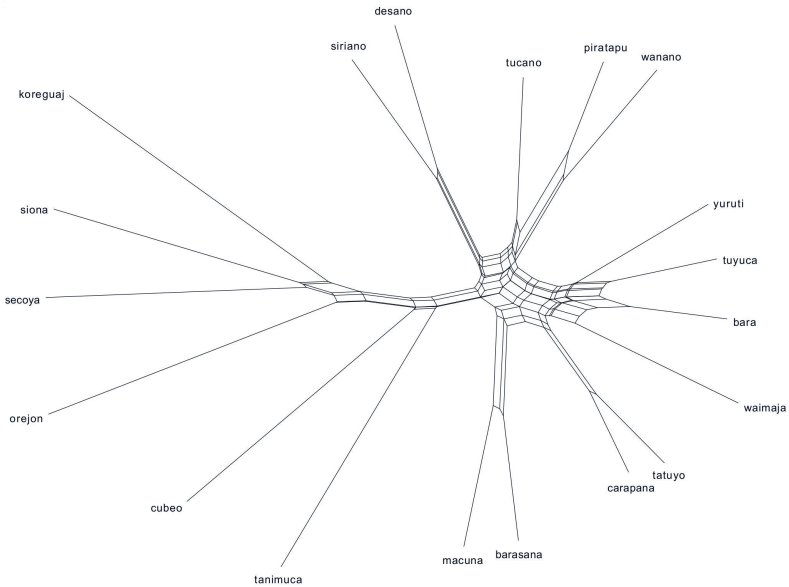 desano
siriano
piratapu
wanano
tucano
koreguaj
yuruti
siona
tuyuca
secoya
bara
waimaja
orejon
tatuyo
carapana
cubeo
barasana
macuna
tanimuca